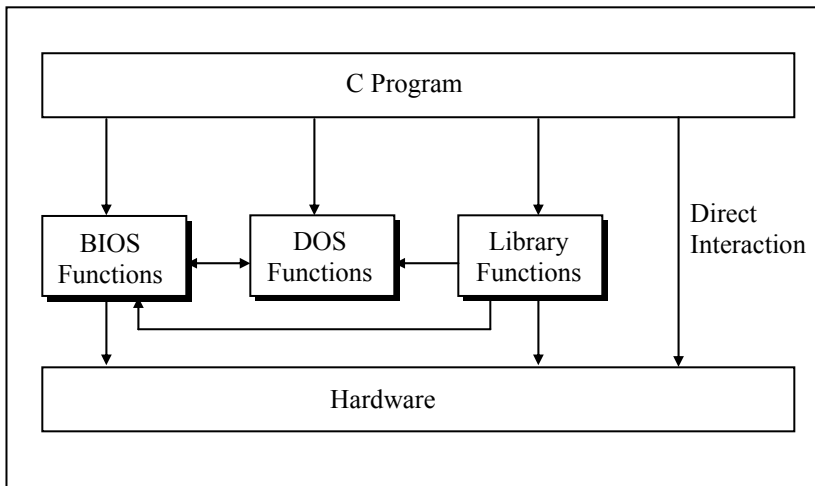 C Program
BIOS
Functions
DOS
Functions
Library
Functions
Direct
Interaction
Hardware